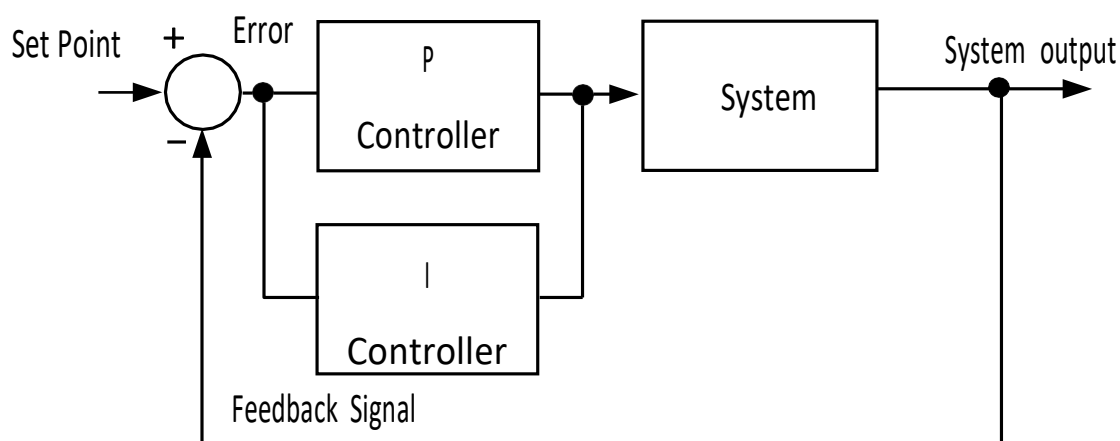 Set Point
+
−
Error
P
Controller
I
Controller
System
System output
Feedback Signal